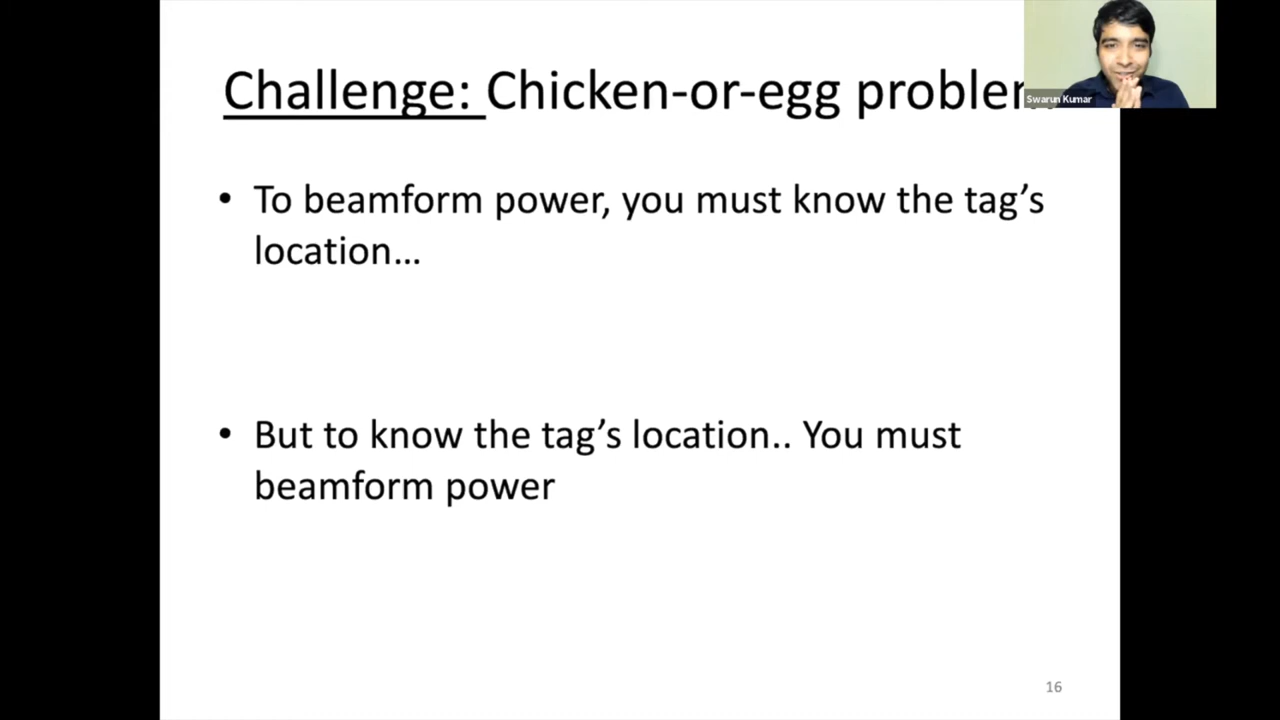 Challenge: Chicken-or-egg problem
Swarun Kumar
• To beamform power, you must know the tag’s
location…
• But to know the tag’s location.. You must
beamform power
16